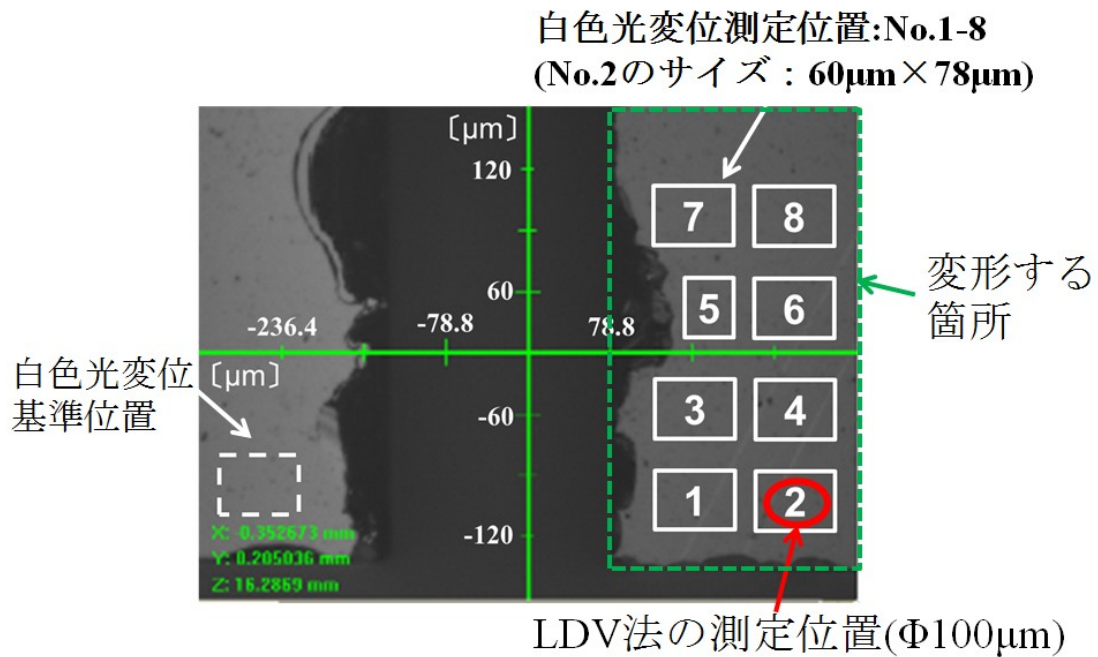 白色光変位測定位置:No.1-8
(No.2のサイズ：60μm×78μm)
〔μm〕
120
7
8
60
5
6
変形する
箇所
-236.4
-78.8
78.8
白色光変位
基準位置
〔μm〕
3
4
-60
1
2
-120
X: -0.352673 mm
Y: 0.205036 mm
Z: 16.2869 mm
LDV法の測定位置(Φ100μm)